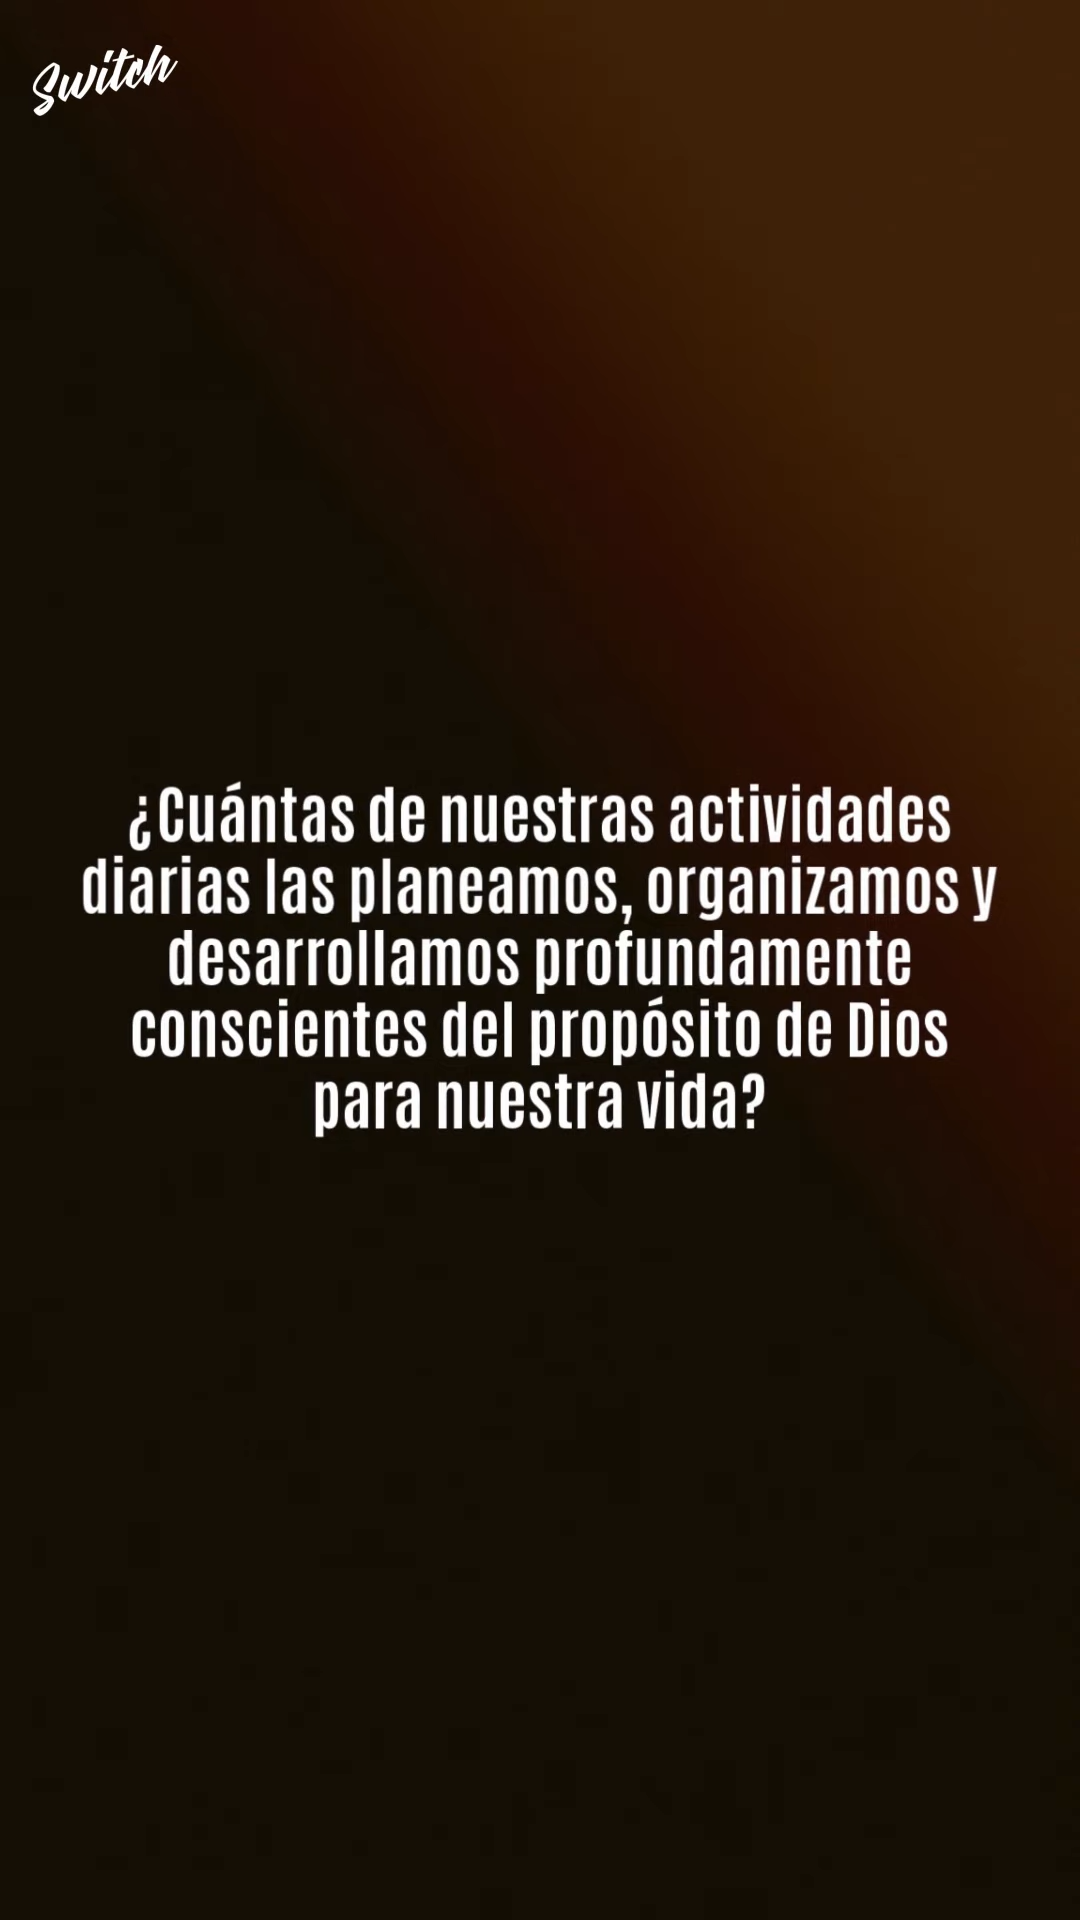 Switch
¿Cuántas de nuestras actividades
diarias las planeamos, organizamos y
desarrollamos profundamente
conscientes del propósito de Dios
para nuestra vida?